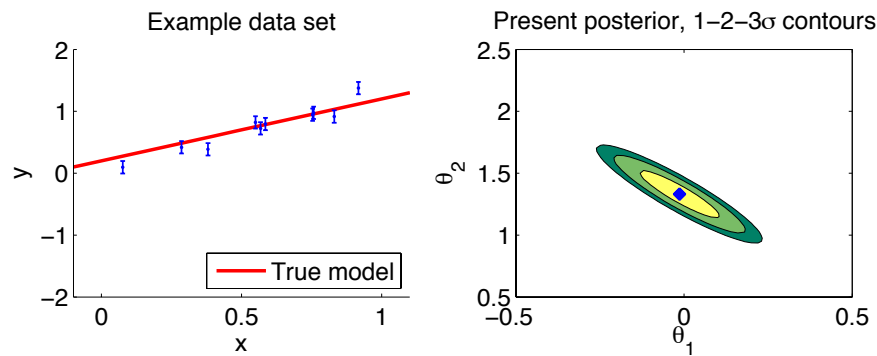 Example data set
2
1
0
−1
−2
y
0
0.5
1
x
True model
Present posterior, 1−2−3σ contours
2.5
2
1.5
1
0.5
θ2
−0.5
0
0.5
θ1